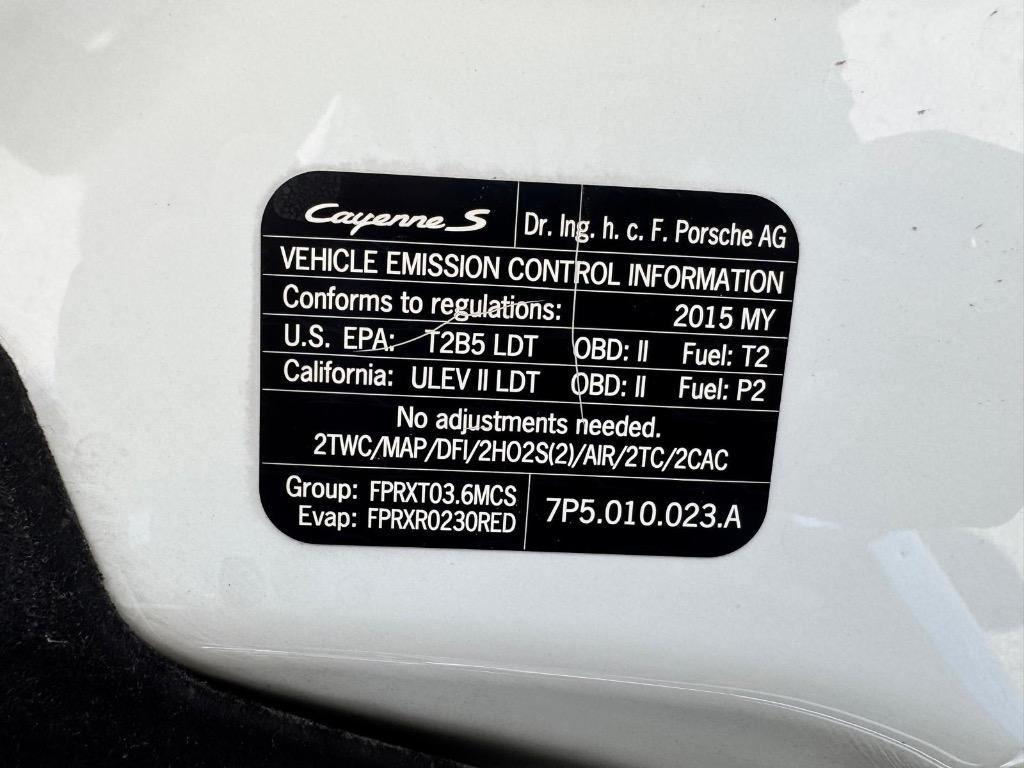 Cayenne S Dr. Ing. h. c. F. Porsche AG
VEHICLE EMISSION CONTROL INFORMATION
Conforms to regulations: 2015 MY
U.S. EPA: T2B5 LDT OBD: II Fuel: T2
California: ULEV II LDT OBD: II Fuel: P2
No adjustments needed.
2TWC/MAP/DFI/2HO2S(2)/AIR/2TC/2CAC
Group: FPRXT03.6MCS
Evap: FPRXR0230RED
7P5.010.023.A